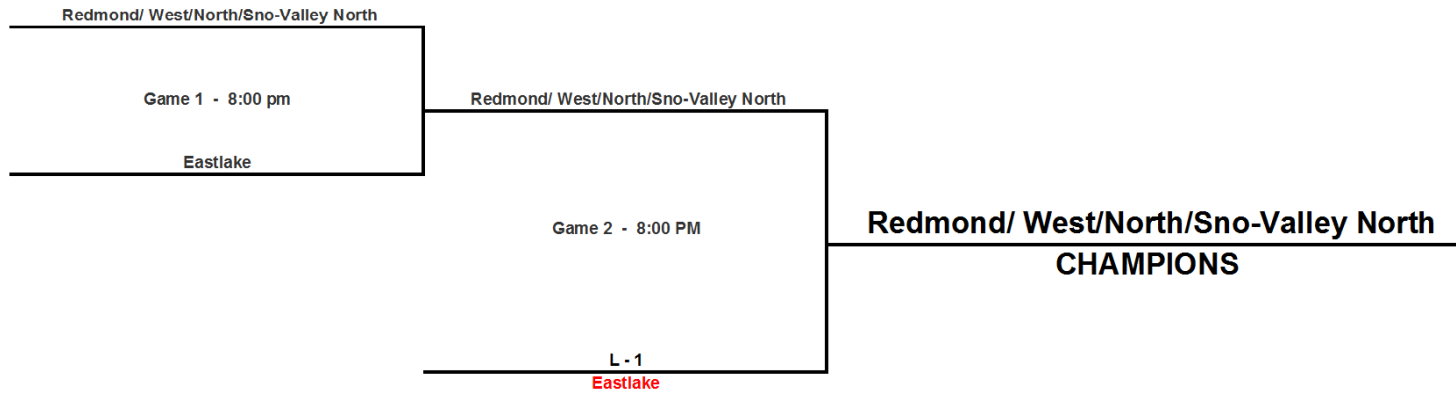 Redmond/ West/North/Sno-Valley North
Game 1 - 8:00 pm
Redmond/ West/North/Sno-Valley North
Eastlake
Redmond/ West/North/Sno-Valley North
Game 2 - 8:00 PM
CHAMPIONS
L - 1
Eastlake